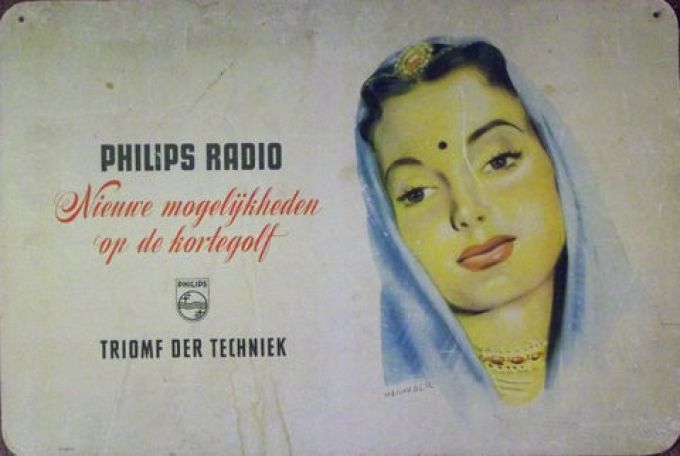 PHILIPS RADIO
Nieuwe mogelijkheden
op de kortegolf
PHILIPS
TRIOMF DER TECHNIEK